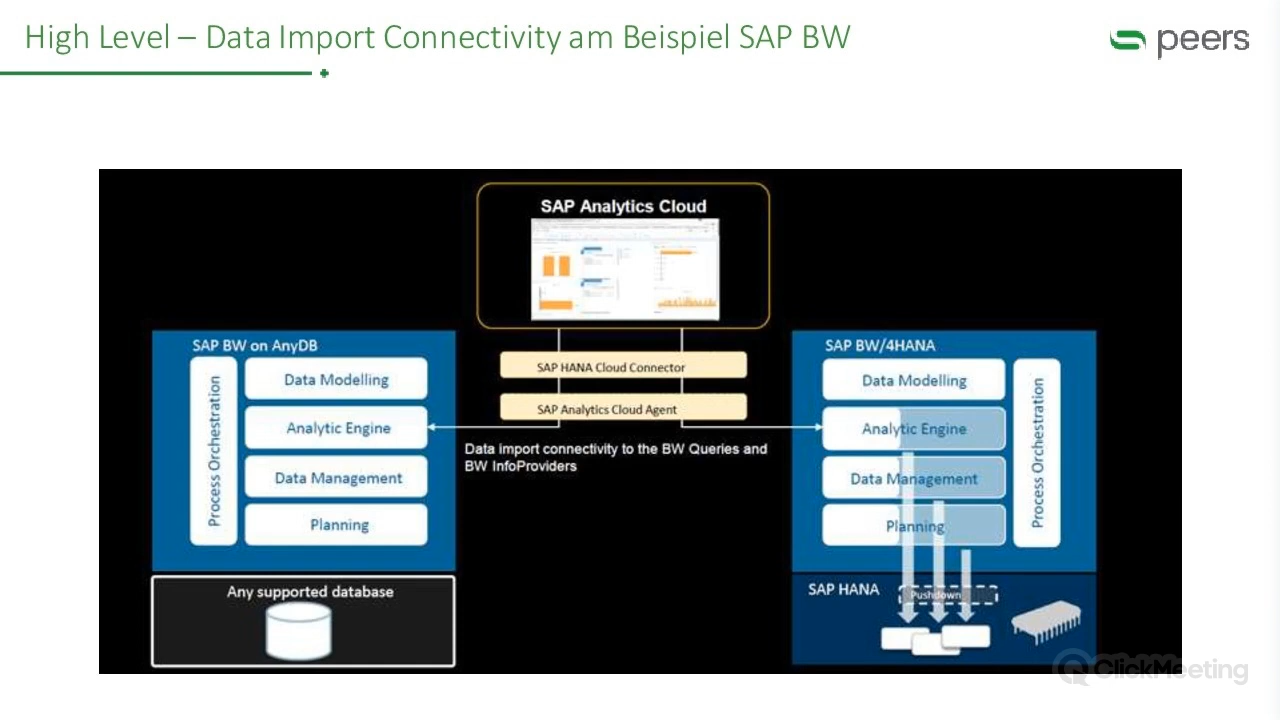 High Level – Data Import Connectivity am Beispiel SAP BW
peers
SAP Analytics Cloud
SAP HANA Cloud Connector
SAP Analytics Cloud Agent
Data import connectivity to the BW Queries and
BW InfoProviders
SAP BW on AnyDB
Process Orchestration
Data Modelling
Analytic Engine
Data Management
Planning
Any supported database
SAP BW/4HANA
Data Modelling
Analytic Engine
Data Management
Planning
Process Orchestration
SAP HANA
Pushdown
ClickMeeting